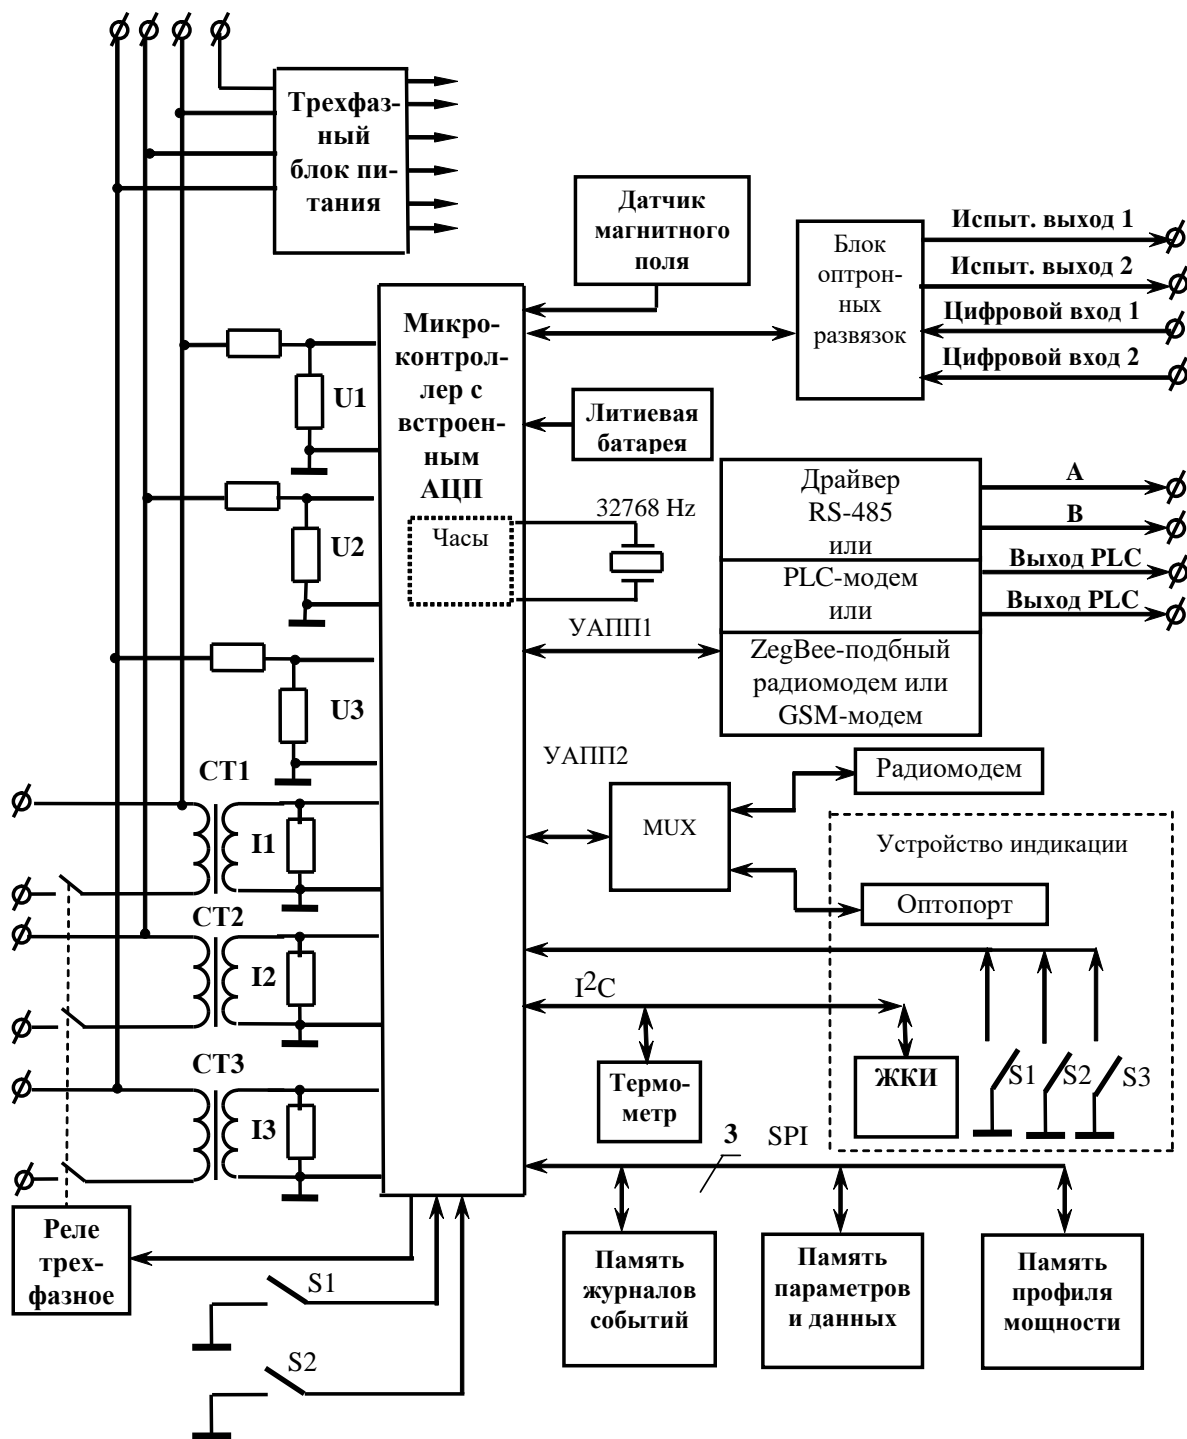 Трехфаз-
ный
блок пи-
тания
Датчик
магнитного
поля
Блок
оптрон-
ных
развязок
Испыт. выход 1
Испыт. выход 2
Цифровой вход 1
Цифровой вход 2
Микро-
контрол-
лер с
встроен-
ным
АЦП
Часы
U1
U2
U3
Литиевая
батарея
32768 Hz
Драйвер
RS-485
или
PLC-модем
или
ZegBee-подбный
радиомодем или
GSM-модем
A
B
Выход PLC
Выход PLC
УАПП1
УАПП2
MUX
Радиомодем
Устройство индикации
Оптопорт
CT1
I1
CT2
I2
CT3
I3
I2C
Термо-
метр
ЖКИ
S1
S2
S3
3
SPI
Реле
трех-
фазное
S1
S2
Память
журналов
событий
Память
параметров
и данных
Память
профиля
мощности